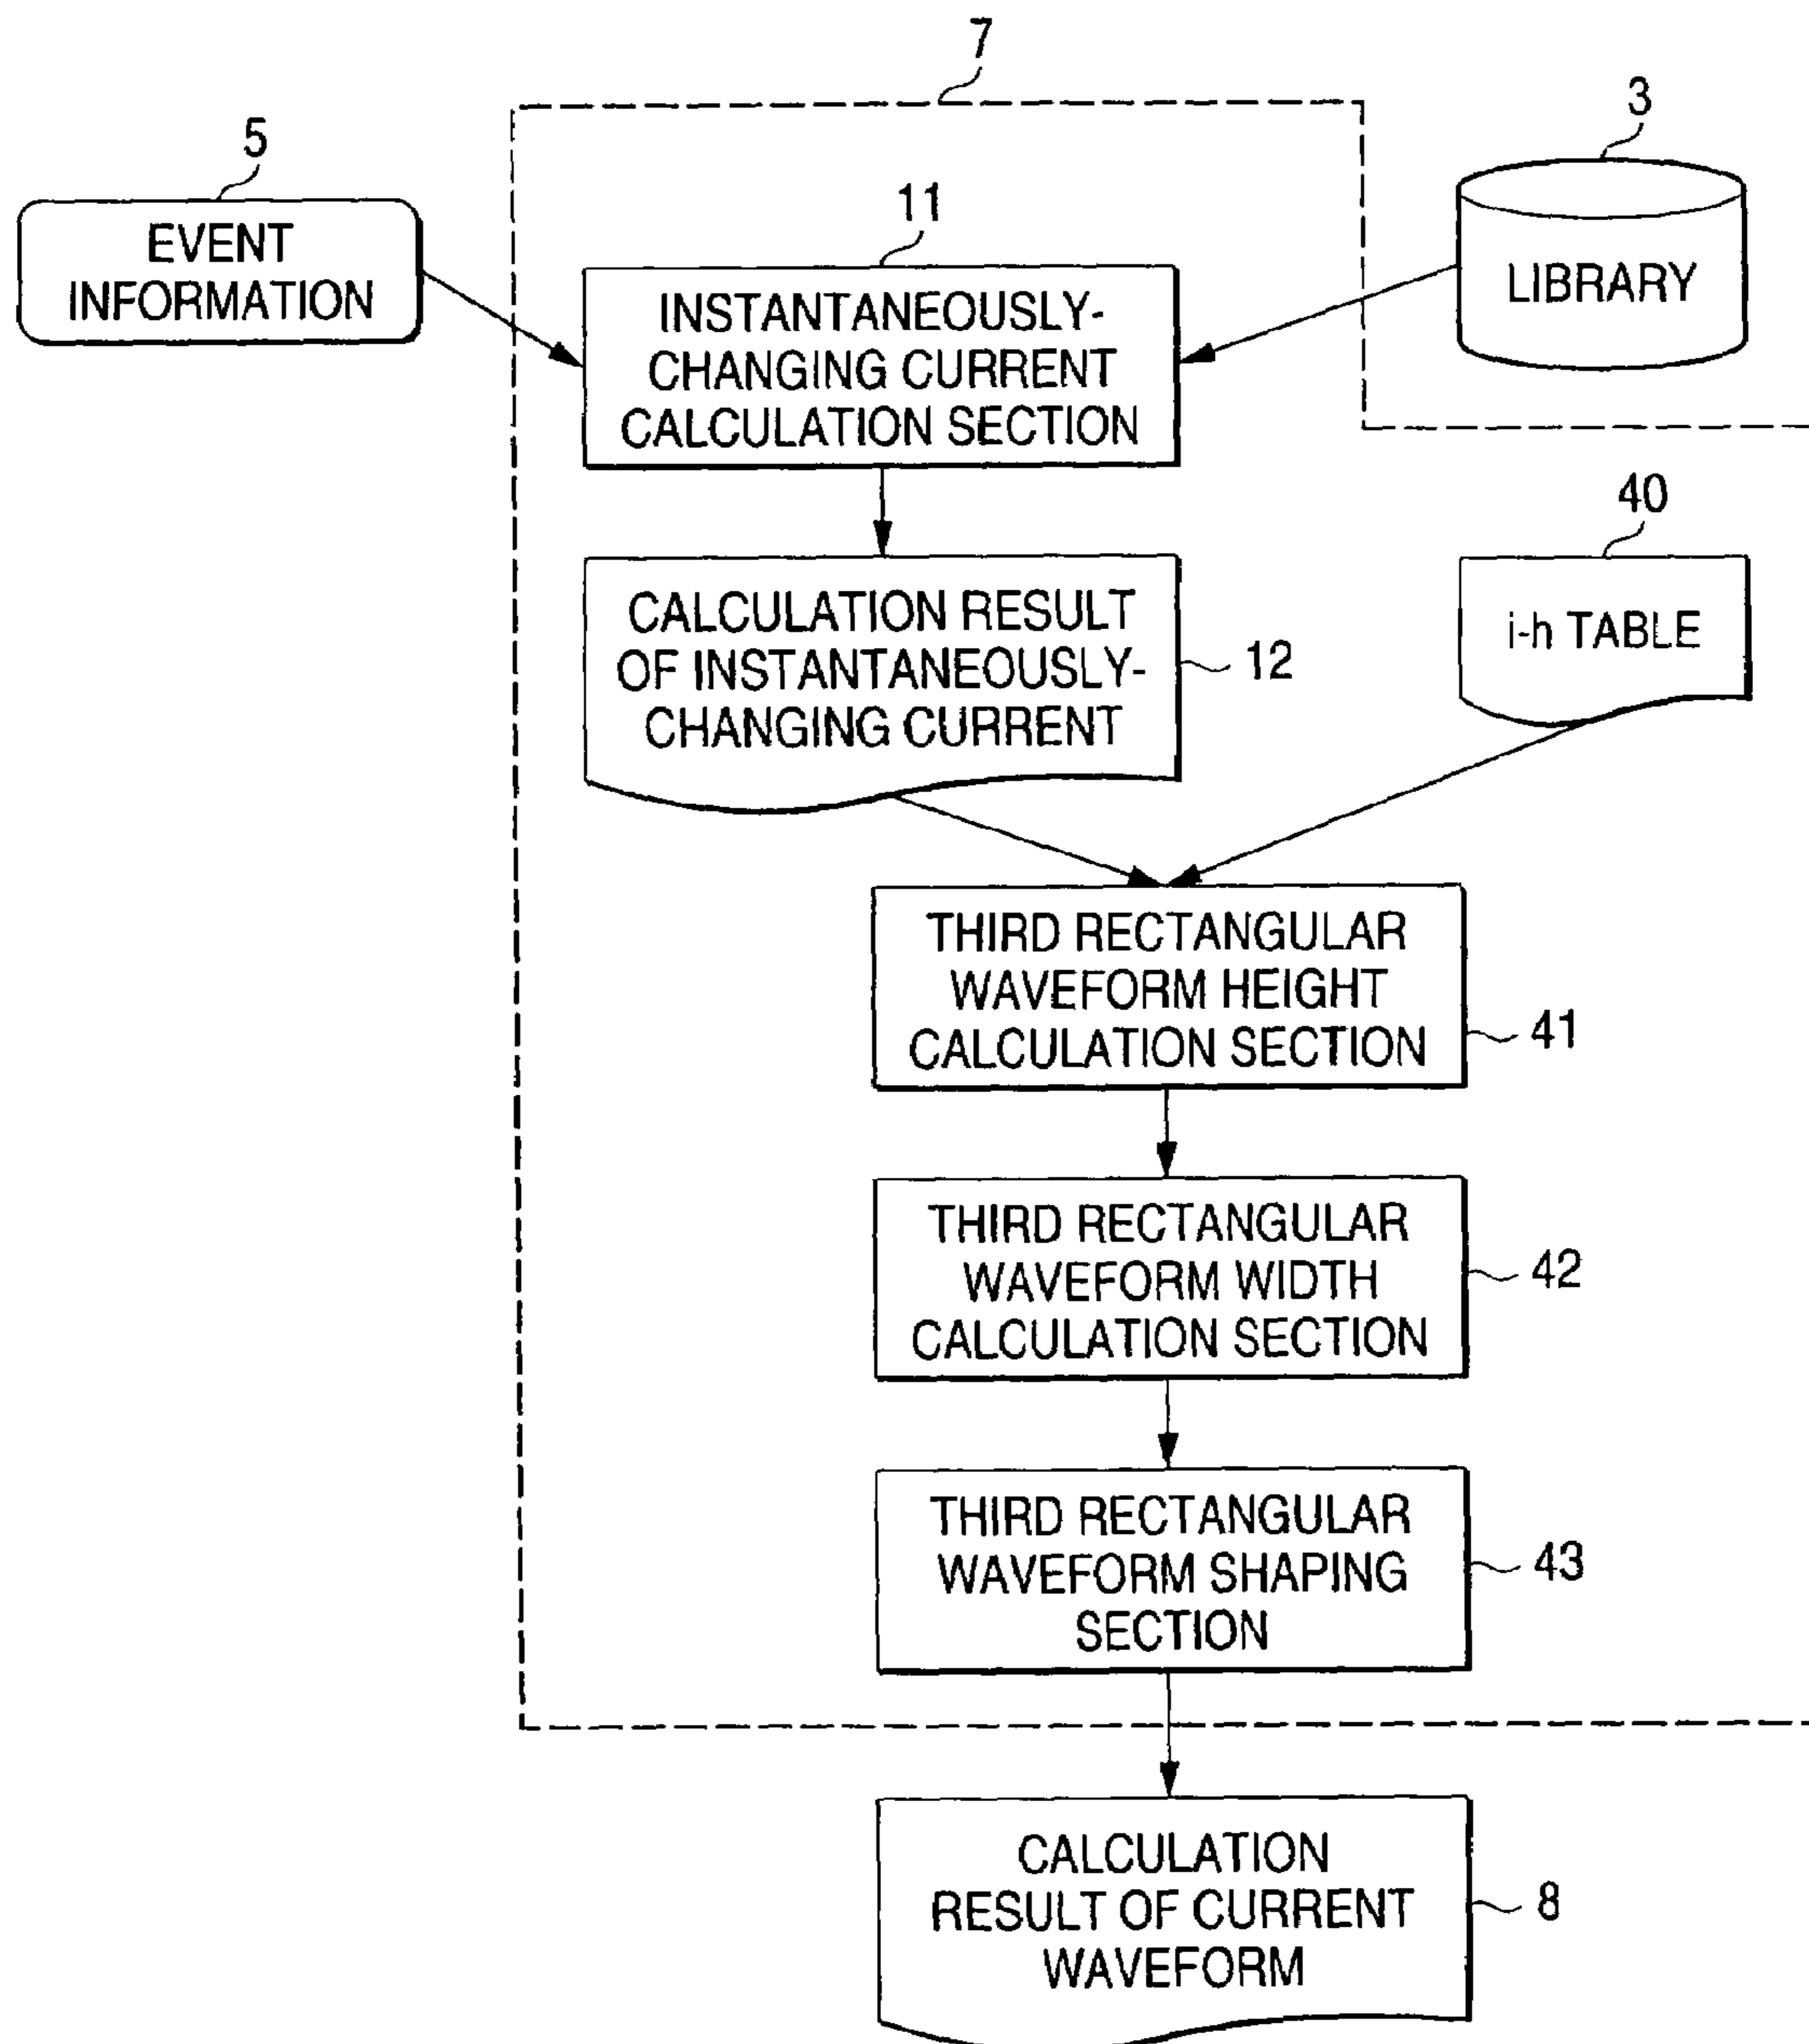 7
3
5
EVENT
INFORMATION
11
LIBRARY
INSTANTANEOUSLY-
CHANGING CURRENT
CALCULATION SECTION
40
i-h TABLE
CALCULATION RESULT
OF INSTANTANEOUSLY-
CHANGING CURRENT
12
THIRD RECTANGULAR
WAVEFORM HEIGHT
CALCULATION SECTION
41
THIRD RECTANGULAR
WAVEFORM WIDTH
CALCULATION SECTION
42
THIRD RECTANGULAR
WAVEFORM SHAPING
SECTION
43
CALCULATION
RESULT OF CURRENT
WAVEFORM
8